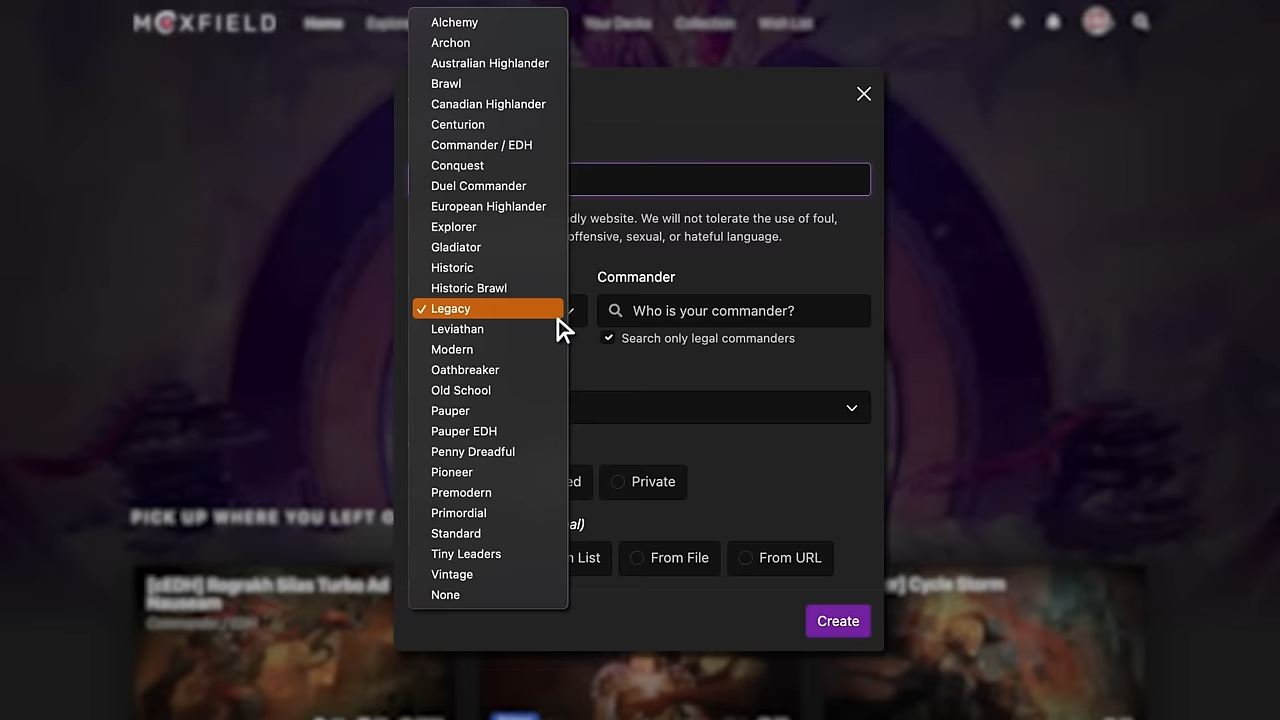 MOXFIELD Home Your Decks Collection Wish List
Alchemy
Archon
Australian Highlander
Brawl
Canadian Highlander
Centurion
Commander / EDH
Conquest
Duel Commander
European Highlander
Explorer
Gladiator
Historic
Historic Brawl
✓ Legacy
Leviathan
Modern
Oathbreaker
Old School
Pauper
Pauper EDH
Penny Dreadful
Pioneer
Premodern
Primordial
Standard
Tiny Leaders
Vintage
None
dly website. We will not tolerate the use of foul,
offensive, sexual, or hateful language.
Commander
Who is your commander?
Search only legal commanders
ed Private
al)
n List From File From URL
Create
PICK UP WHERE YOU LEFT O
[cEDH] Rograkh Silas Turbo Ad
Nauseam
Commander / EDH
r] Cycle Storm